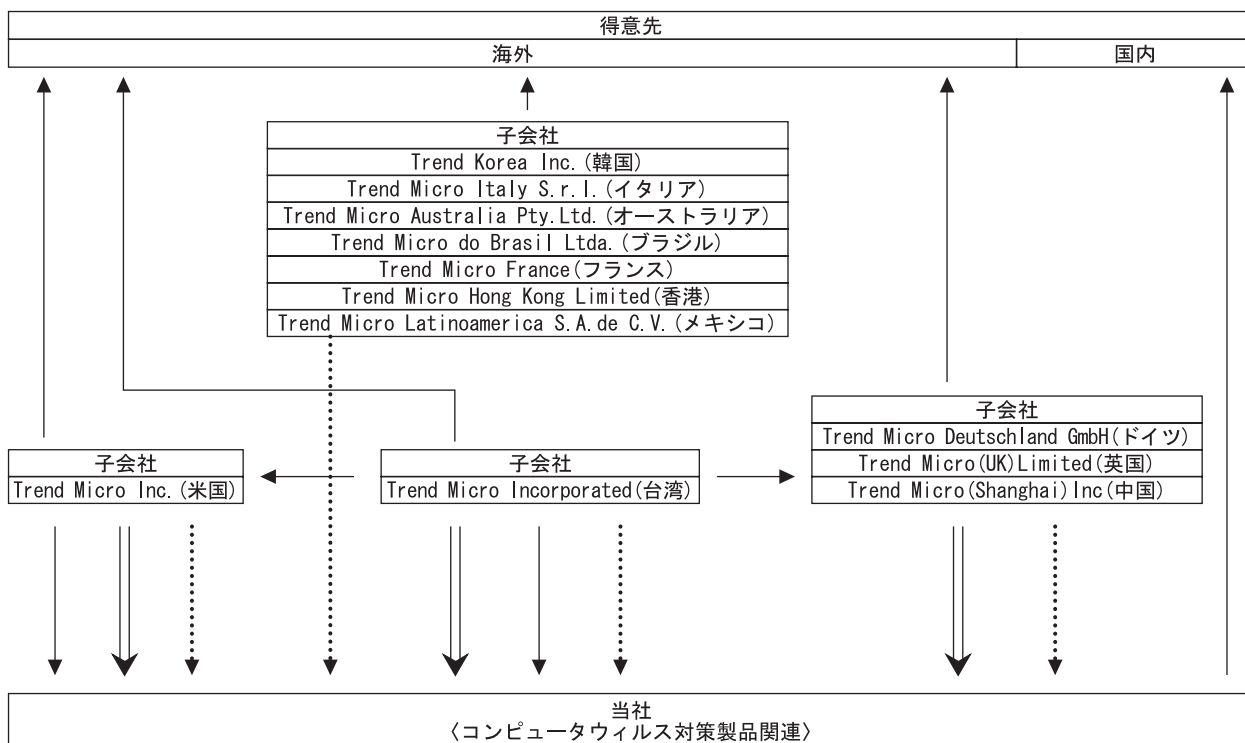 得意先
海外
国内
子会社
Trend Korea Inc.(韓国)
Trend Micro Italy S.r.l.(イタリア)
Trend Micro Australia Pty.Ltd.(オーストラリア)
Trend Micro do Brasil Ltda.(ブラジル)
Trend Micro France(フランス)
Trend Micro Hong Kong Limited(香港)
Trend Micro Latinoamerica S.A.de C.V.(メキシコ)
子会社
Trend Micro Inc.(米国)
子会社
Trend Micro Incorporated(台湾)
子会社
Trend Micro Deutschland GmbH(ドイツ)
Trend Micro(UK)Limited(英国)
Trend Micro(Shanghai)Inc(中国)
当社
〈コンピュータウィルス対策製品関連〉